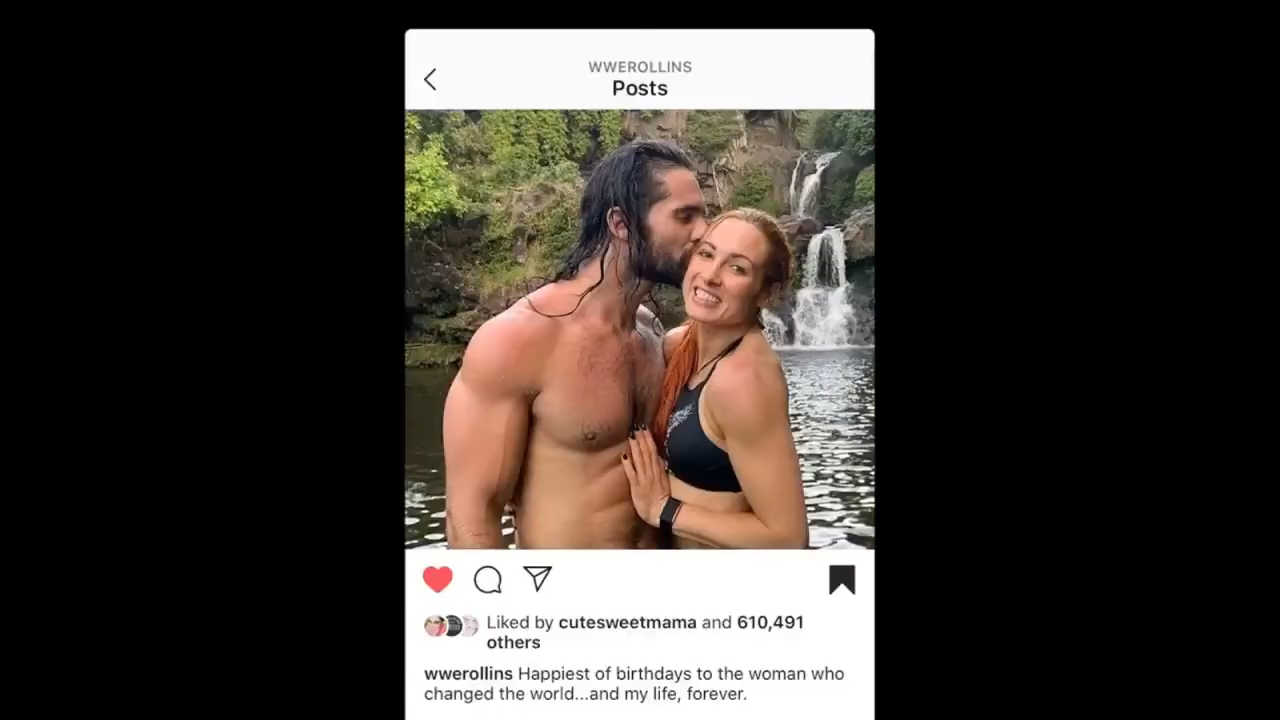 WWEROLLINS
Posts
Liked by cutesweetmama and 610,491
others
wwerollins Happiest of birthdays to the woman who
changed the world...and my life, forever.